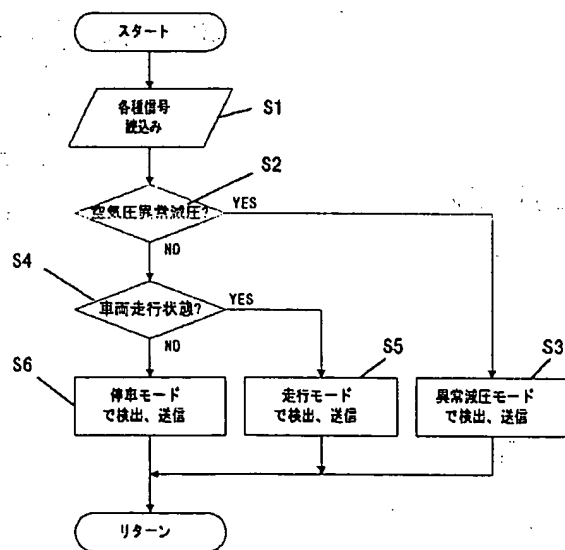 スタート
各種信号
読込み
S1
S2
空気圧異常減圧?
YES
NO
S4
車両走行状態?
YES
NO
S6
停車モード
で検出、送信
S5
走行モード
で検出、送信
S3
異常減圧モード
で検出、送信
リターン